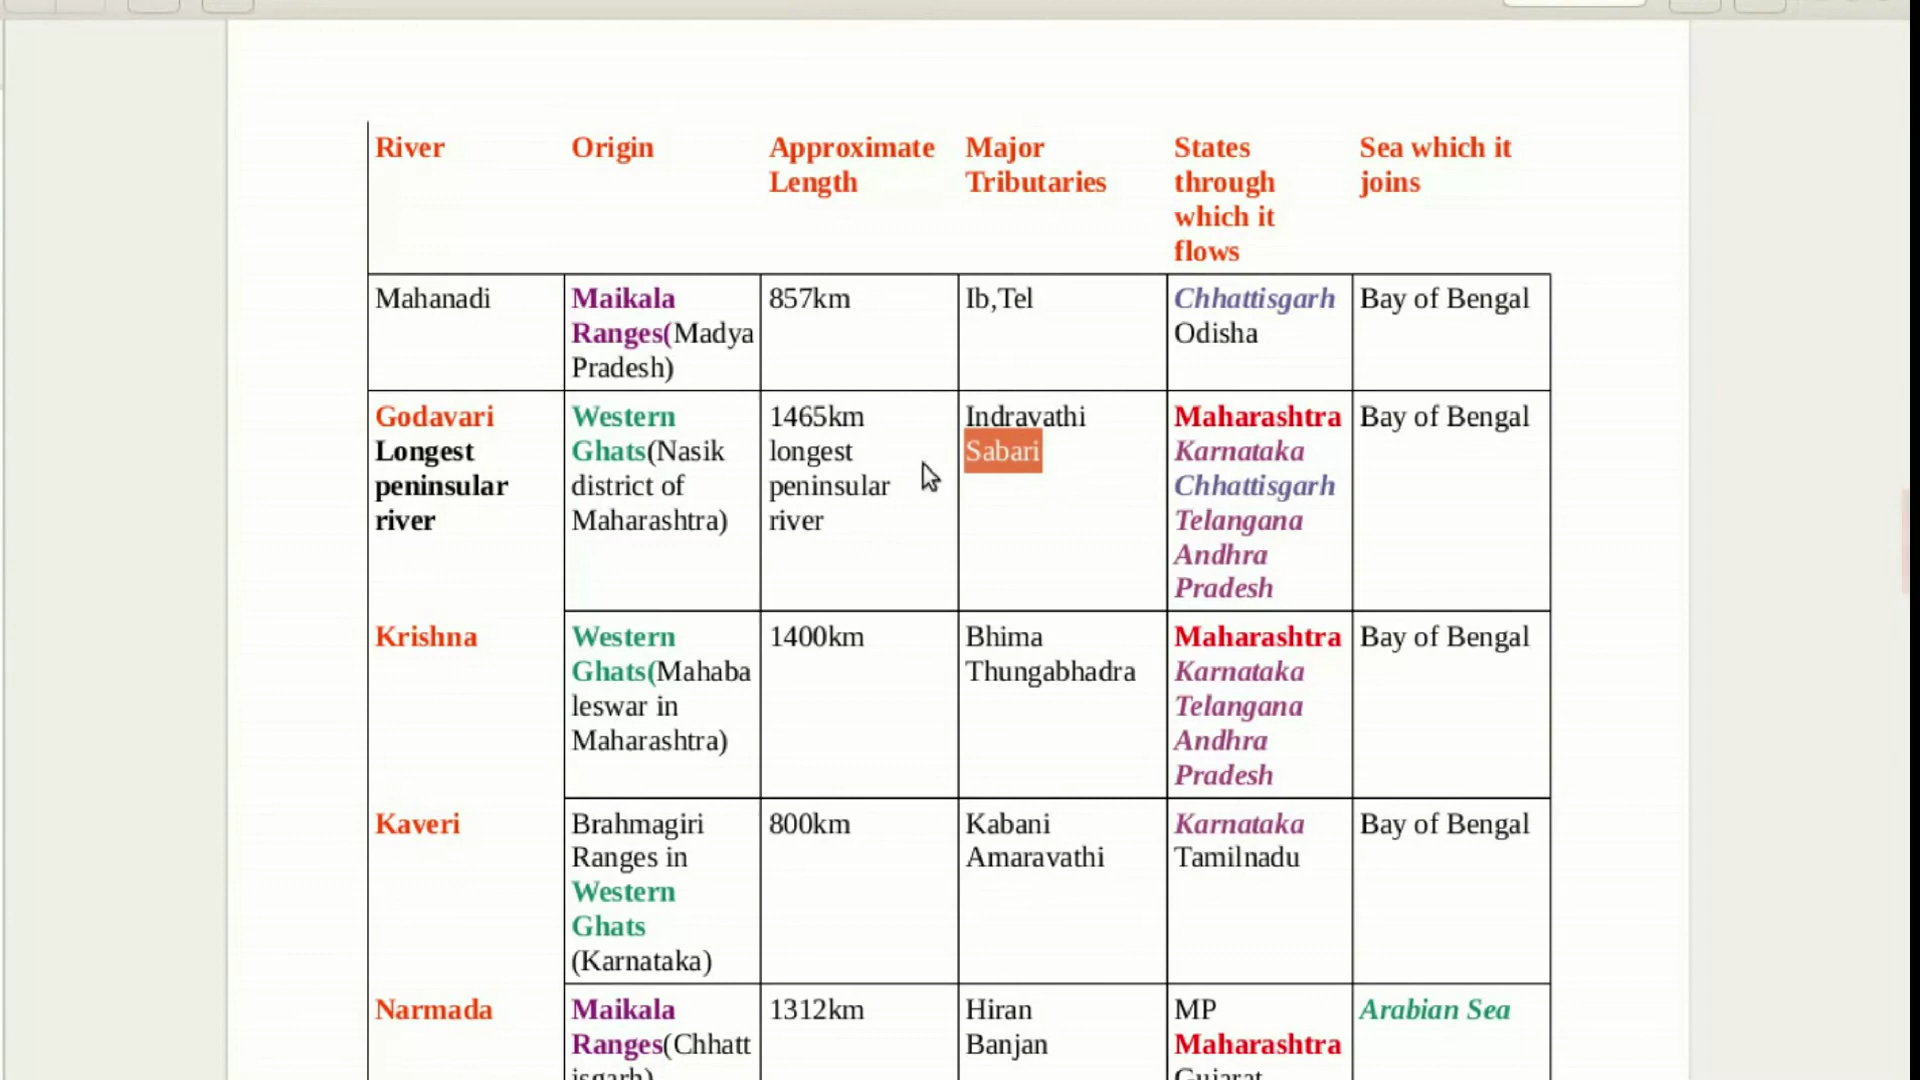 River
Origin
Approximate
Length
Major
Tributaries
States
through
which it
flows
Sea which it
joins
Mahanadi
Maikala
Ranges(Madya
Pradesh)
857km
Ib,Tel
Chhattisgarh
Odisha
Bay of Bengal
Godavari
Longest
peninsular
river
Western
Ghats(Nasik
district of
Maharashtra)
1465km
longest
peninsular
river
Indravathi
Sabari
Maharashtra
Karnataka
Chhattisgarh
Telangana
Andhra
Pradesh
Bay of Bengal
Krishna
Western
Ghats(Mahaba
leswar in
Maharashtra)
1400km
Bhima
Thungabhadra
Maharashtra
Karnataka
Telangana
Andhra
Pradesh
Bay of Bengal
Kaveri
Brahmagiri
Ranges in
Western
Ghats
(Karnataka)
800km
Kabani
Amaravathi
Karnataka
Tamilnadu
Bay of Bengal
Narmada
Maikala
Ranges(Chhatt
isgarh)
1312km
Hiran
Banjan
MP
Maharashtra
Gujarat
Arabian Sea